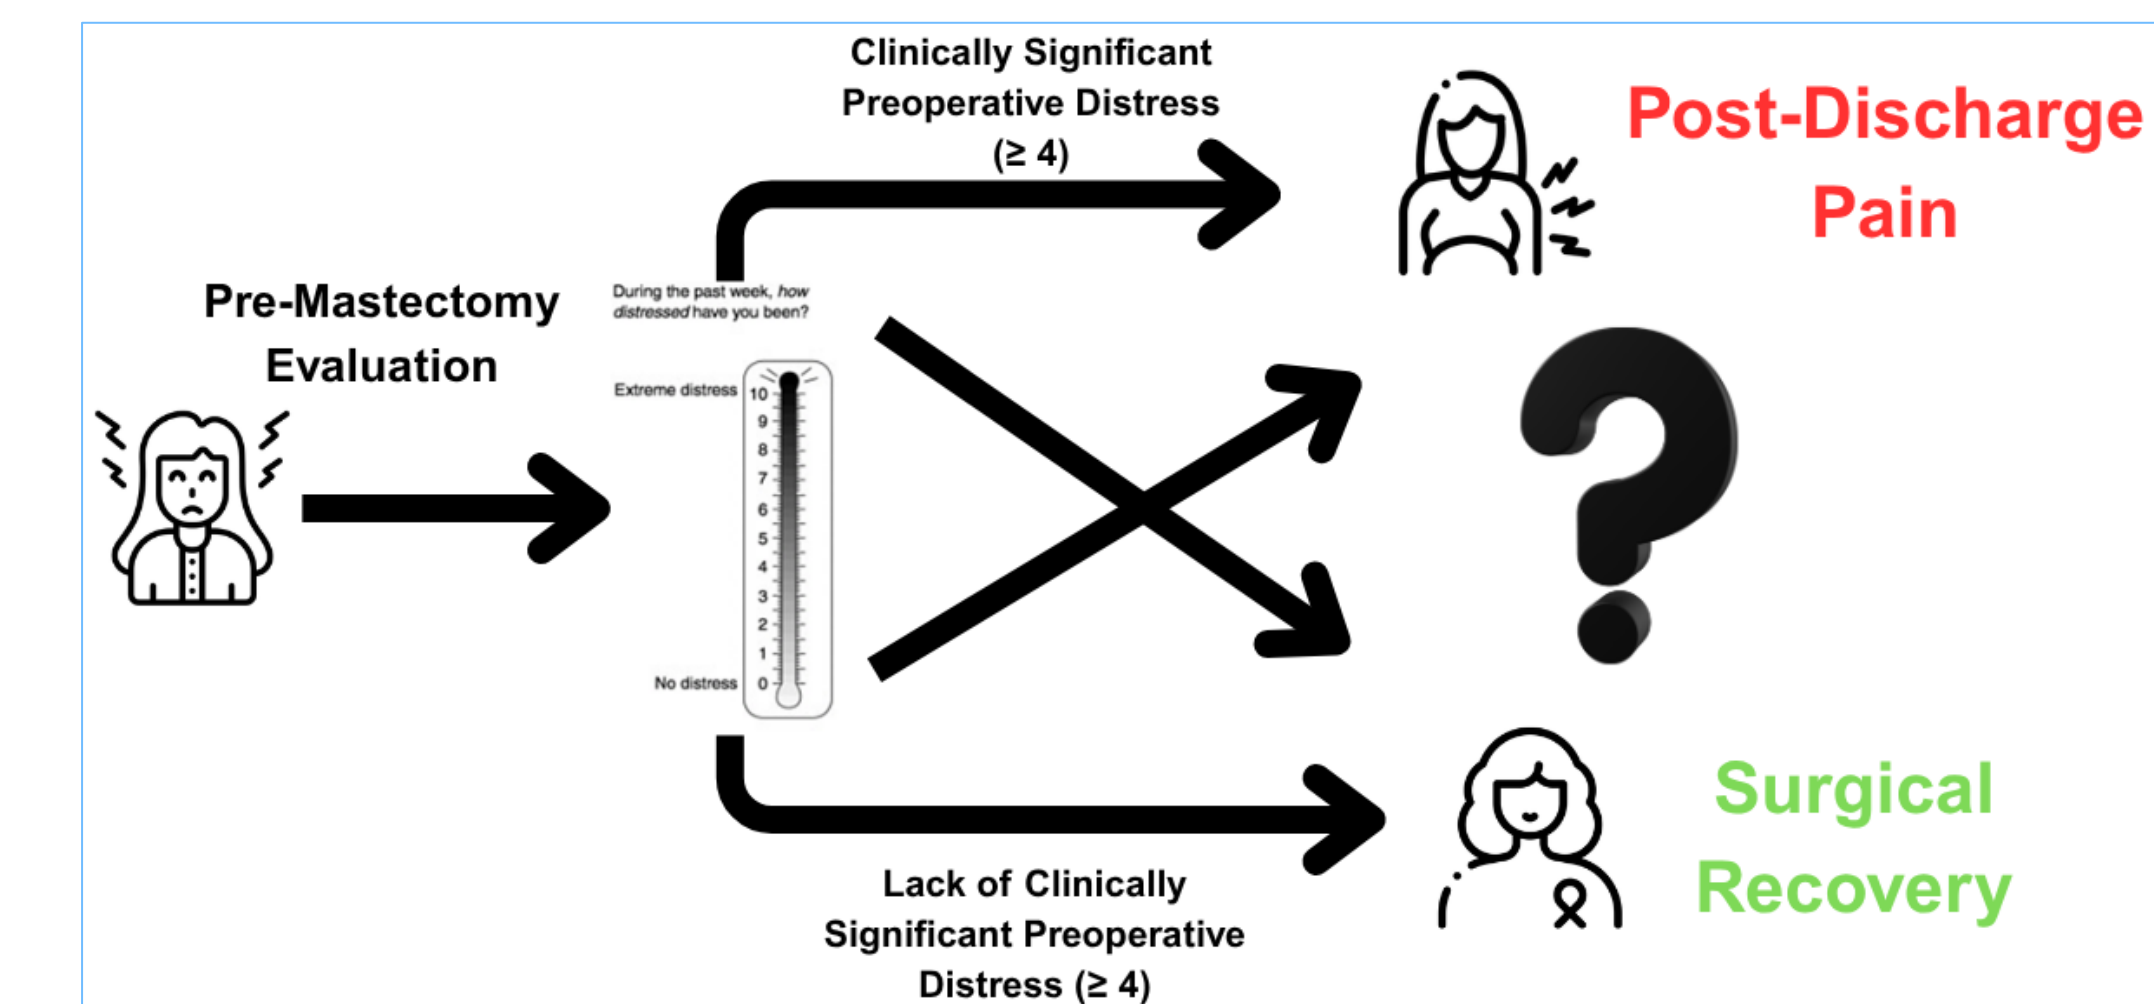 Clinically Significant
Preoperative Distress
(≥ 4)
Post-Discharge
Pain
Pre-Mastectomy
Evaluation
During the past week, how
distressed have you been?
Extreme distress
10
9
8
7
6
5
4
3
2
1
No distress
0
Surgical
Recovery
Lack of Clinically
Significant Preoperative
Distress (≥ 4)
?